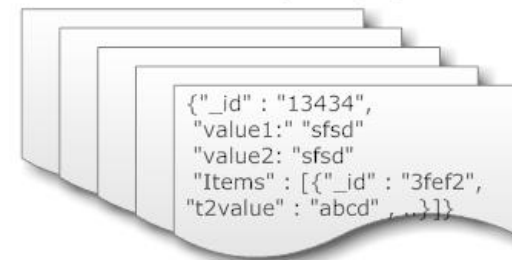 {"_id" : "13434",
"value1:" "sfsd"
"value2: "sfsd"
"Items" : [{"_id" : "3fef2",
"t2value" : "abcd" , ..}]}